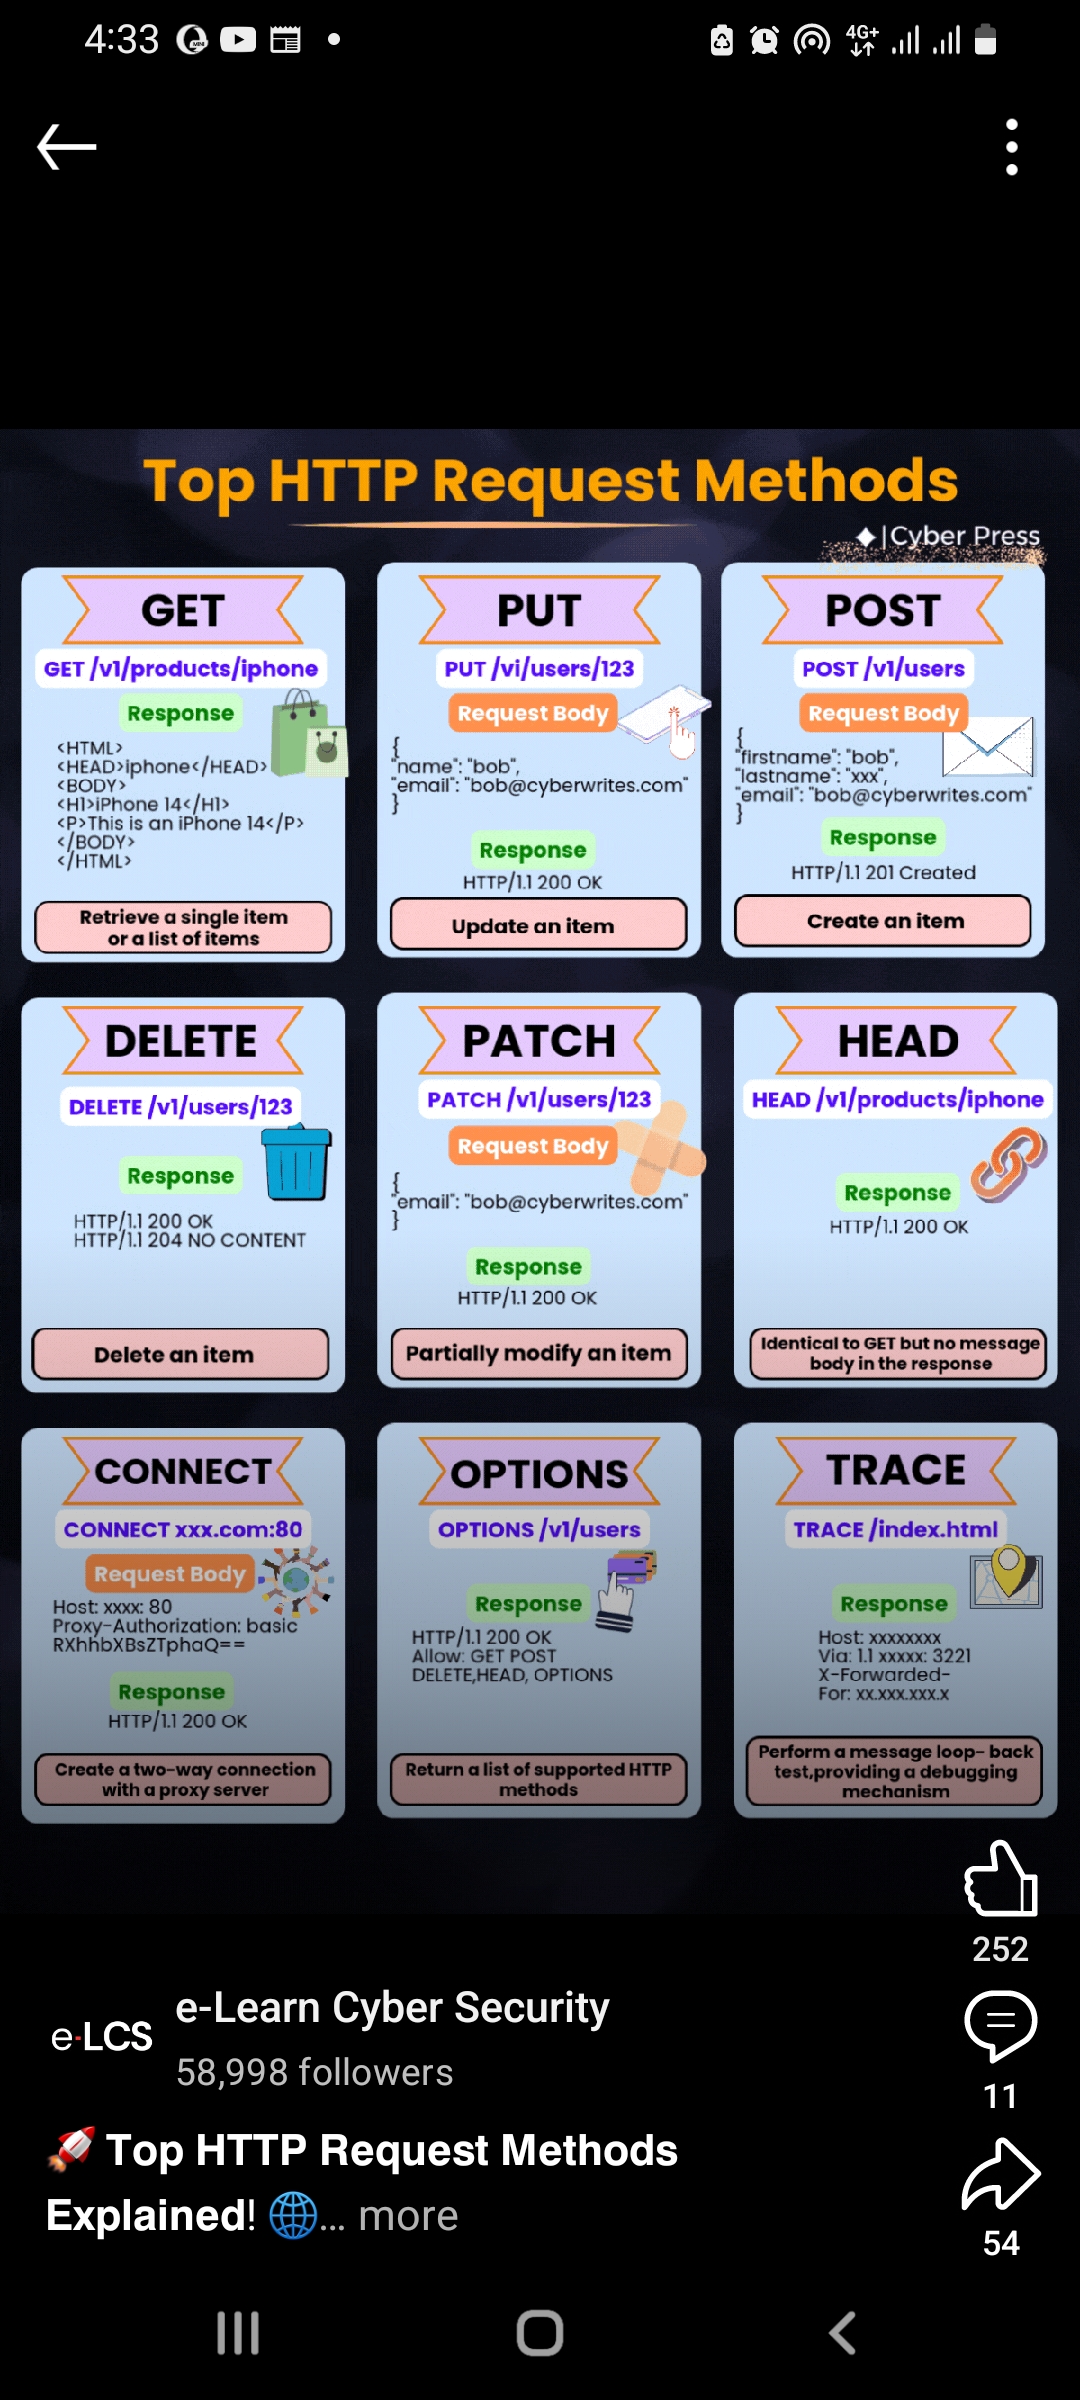 4:33
4G+
Top HTTP Request Methods
|Cyber Press
GET
GET /v1/products/iphone
Response
<HTML>
<HEAD>iphone</HEAD>
<BODY>
<H1>iPhone 14</H1>
<P>This is an iPhone 14</P>
</BODY>
</HTML>
Retrieve a single item
or a list of items
PUT
PUT /vi/users/123
Request Body
{
"name": "bob",
"email": "bob@cyberwrites.com"
}
Response
HTTP/1.1 200 OK
Update an item
POST
POST /v1/users
Request Body
{
"firstname": "bob",
"lastname": "xxx",
"email": "bob@cyberwrites.com"
}
Response
HTTP/1.1 201 Created
Create an item
DELETE
DELETE /v1/users/123
Response
HTTP/1.1 200 OK
HTTP/1.1 204 NO CONTENT
Delete an item
PATCH
PATCH /v1/users/123
Request Body
{
"email": "bob@cyberwrites.com"
}
Response
HTTP/1.1 200 OK
Partially modify an item
HEAD
HEAD /v1/products/iphone
Response
HTTP/1.1 200 OK
Identical to GET but no message
body in the response
CONNECT
CONNECT xxx.com:80
Request Body
Host: xxxx: 80
Proxy-Authorization: basic
RXhhbXBsZTphaQ==
Response
HTTP/1.1 200 OK
Create a two-way connection
with a proxy server
OPTIONS
OPTIONS /v1/users
Response
HTTP/1.1 200 OK
Allow: GET POST
DELETE,HEAD, OPTIONS
Return a list of supported HTTP
methods
TRACE
TRACE /index.html
Response
Host: xxxxxxxx
Via: 1.1 xxxxx: 3221
X-Forwarded-
For: xx.xxx.xxx.x
Perform a message loop- back
test,providing a debugging
mechanism
252
e-LCS
e-Learn Cyber Security
58,998 followers
11
🚀 Top HTTP Request Methods
Explained! 🌐... more
54